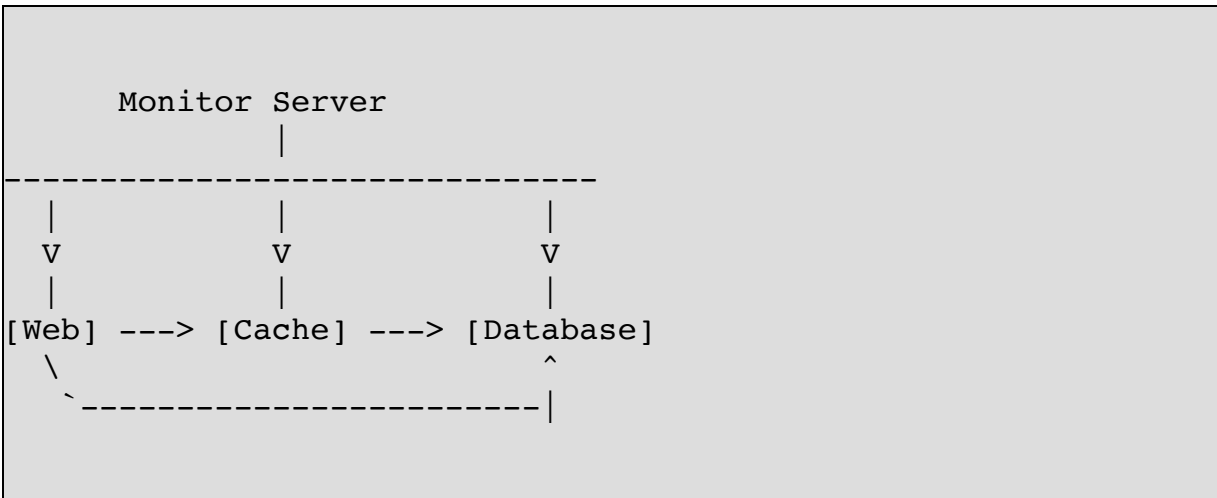 Monitor Server
|
-------------------------------
| | |
V V V
| | |
[Web] ---> [Cache] ---> [Database]
\ ^
`------------------------|